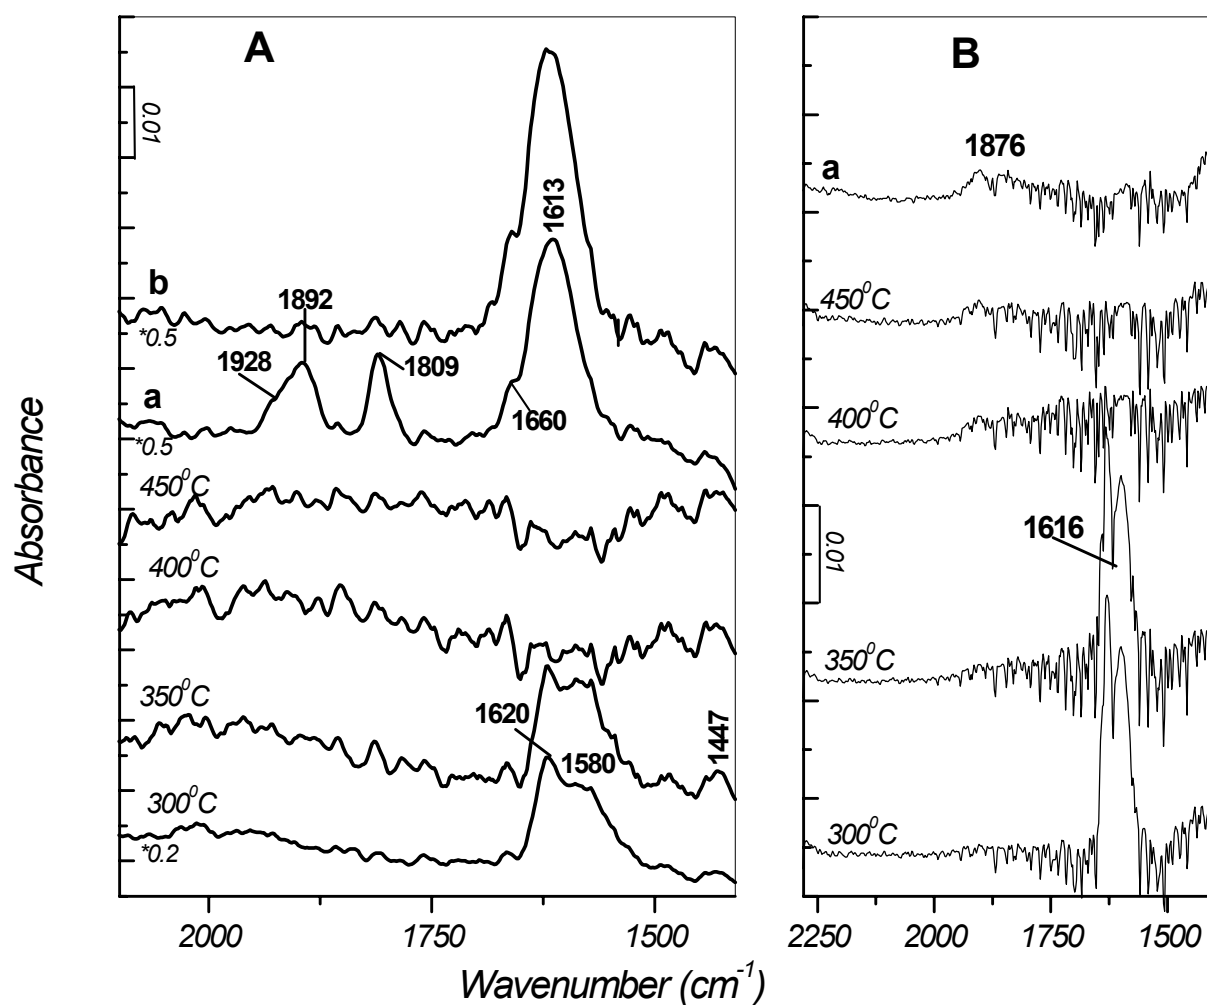 A
0.01
1613
b
*0.5
1892
1928
1809
a
*0.5
1660
450⁰C
400⁰C
350⁰C
1620
1580
1447
300⁰C
*0.2
2000 1750 1500
B
1876
a
450⁰C
400⁰C
0.01
1616
350⁰C
300⁰C
2250 2000 1750 1500
Absorbance
Wavenumber (cm⁻¹)